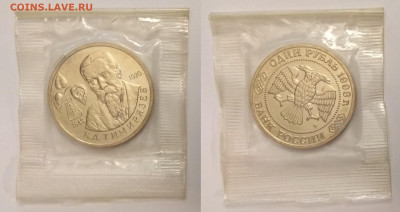 COINS.LAVE.RU
К.А. ТИМИРЯЗЕВ
ОДИН РУБЛЬ 1993 г.
БАНК РОССИИ